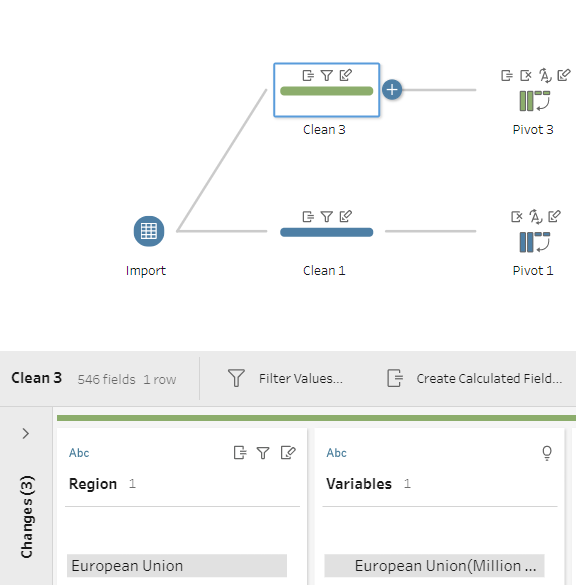 Clean 3
Pivot 3
Import
Clean 1
Pivot 1
Clean 3 546 fields 1 row Filter Values... Create Calculated Field...
Changes (3)
Abc
Region 1
European Union
Abc
Variables 1
European Union(Million ...